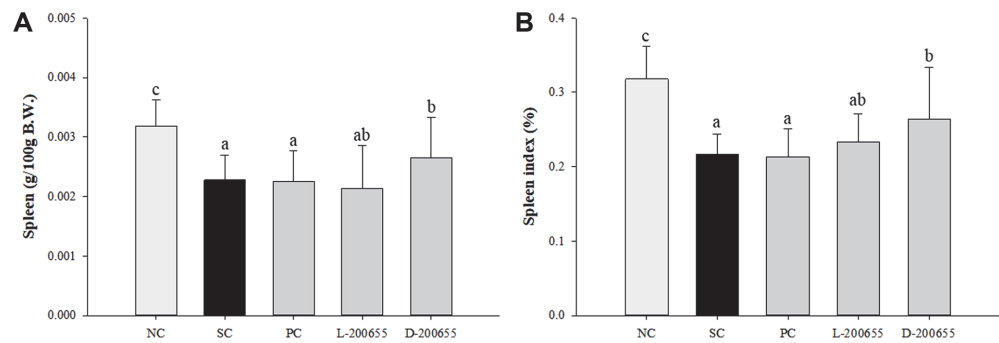 A
Spleen (g/100g B.W.)
0.005
0.004
0.003
0.002
0.001
0.000
c
a
a
ab
b
NC
SC
PC
L-200655
D-200655
B
Spleen index (%)
0.4
0.3
0.2
0.1
0.0
c
a
a
ab
b
NC
SC
PC
L-200655
D-200655